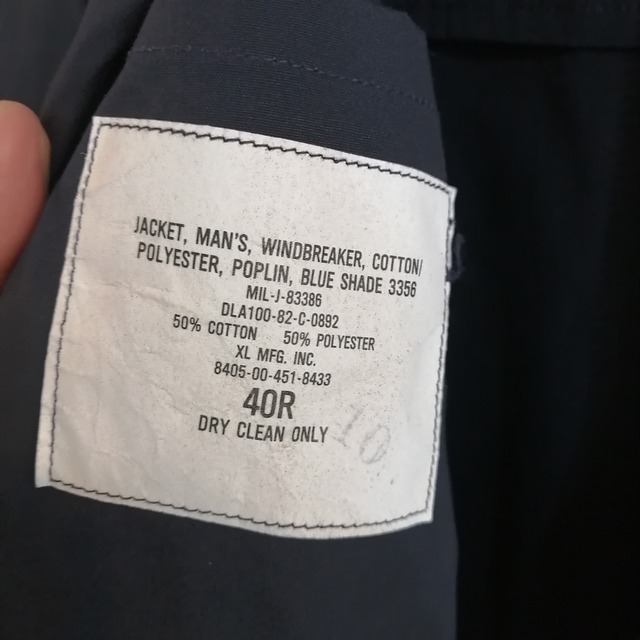 JACKET, MAN'S, WINDBREAKER, COTTON/
POLYESTER, POPLIN, BLUE SHADE 3356
MIL-J-83386
DLA100-82-C-0892
50% COTTON 50% POLYESTER
XL MFG. INC.
8405-00-451-8433
40R
DRY CLEAN ONLY
10